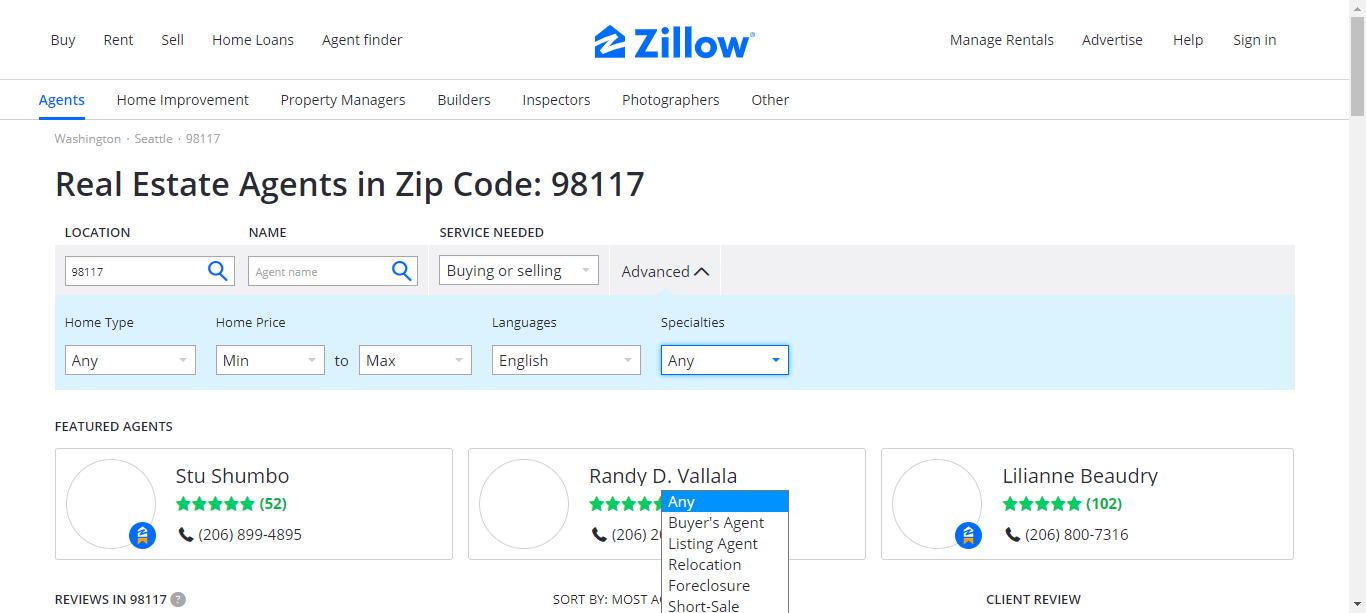 Buy Rent Sell Home Loans Agent finder Zillow® Manage Rentals Advertise Help Sign in
Agents Home Improvement Property Managers Builders Inspectors Photographers Other
Washington · Seattle · 98117
Real Estate Agents in Zip Code: 98117
LOCATION NAME SERVICE NEEDED
98117 Agent name Buying or selling Advanced
Home Type Home Price Languages Specialties
Any Min to Max English Any
FEATURED AGENTS
Stu Shumbo
(52)
(206) 899-4895
Randy D. Vallala
(206) 2
Lilianne Beaudry
(102)
(206) 800-7316
Any
Buyer's Agent
Listing Agent
Relocation
Foreclosure
Short-Sale
REVIEWS IN 98117 ? SORT BY: MOST A CLIENT REVIEW